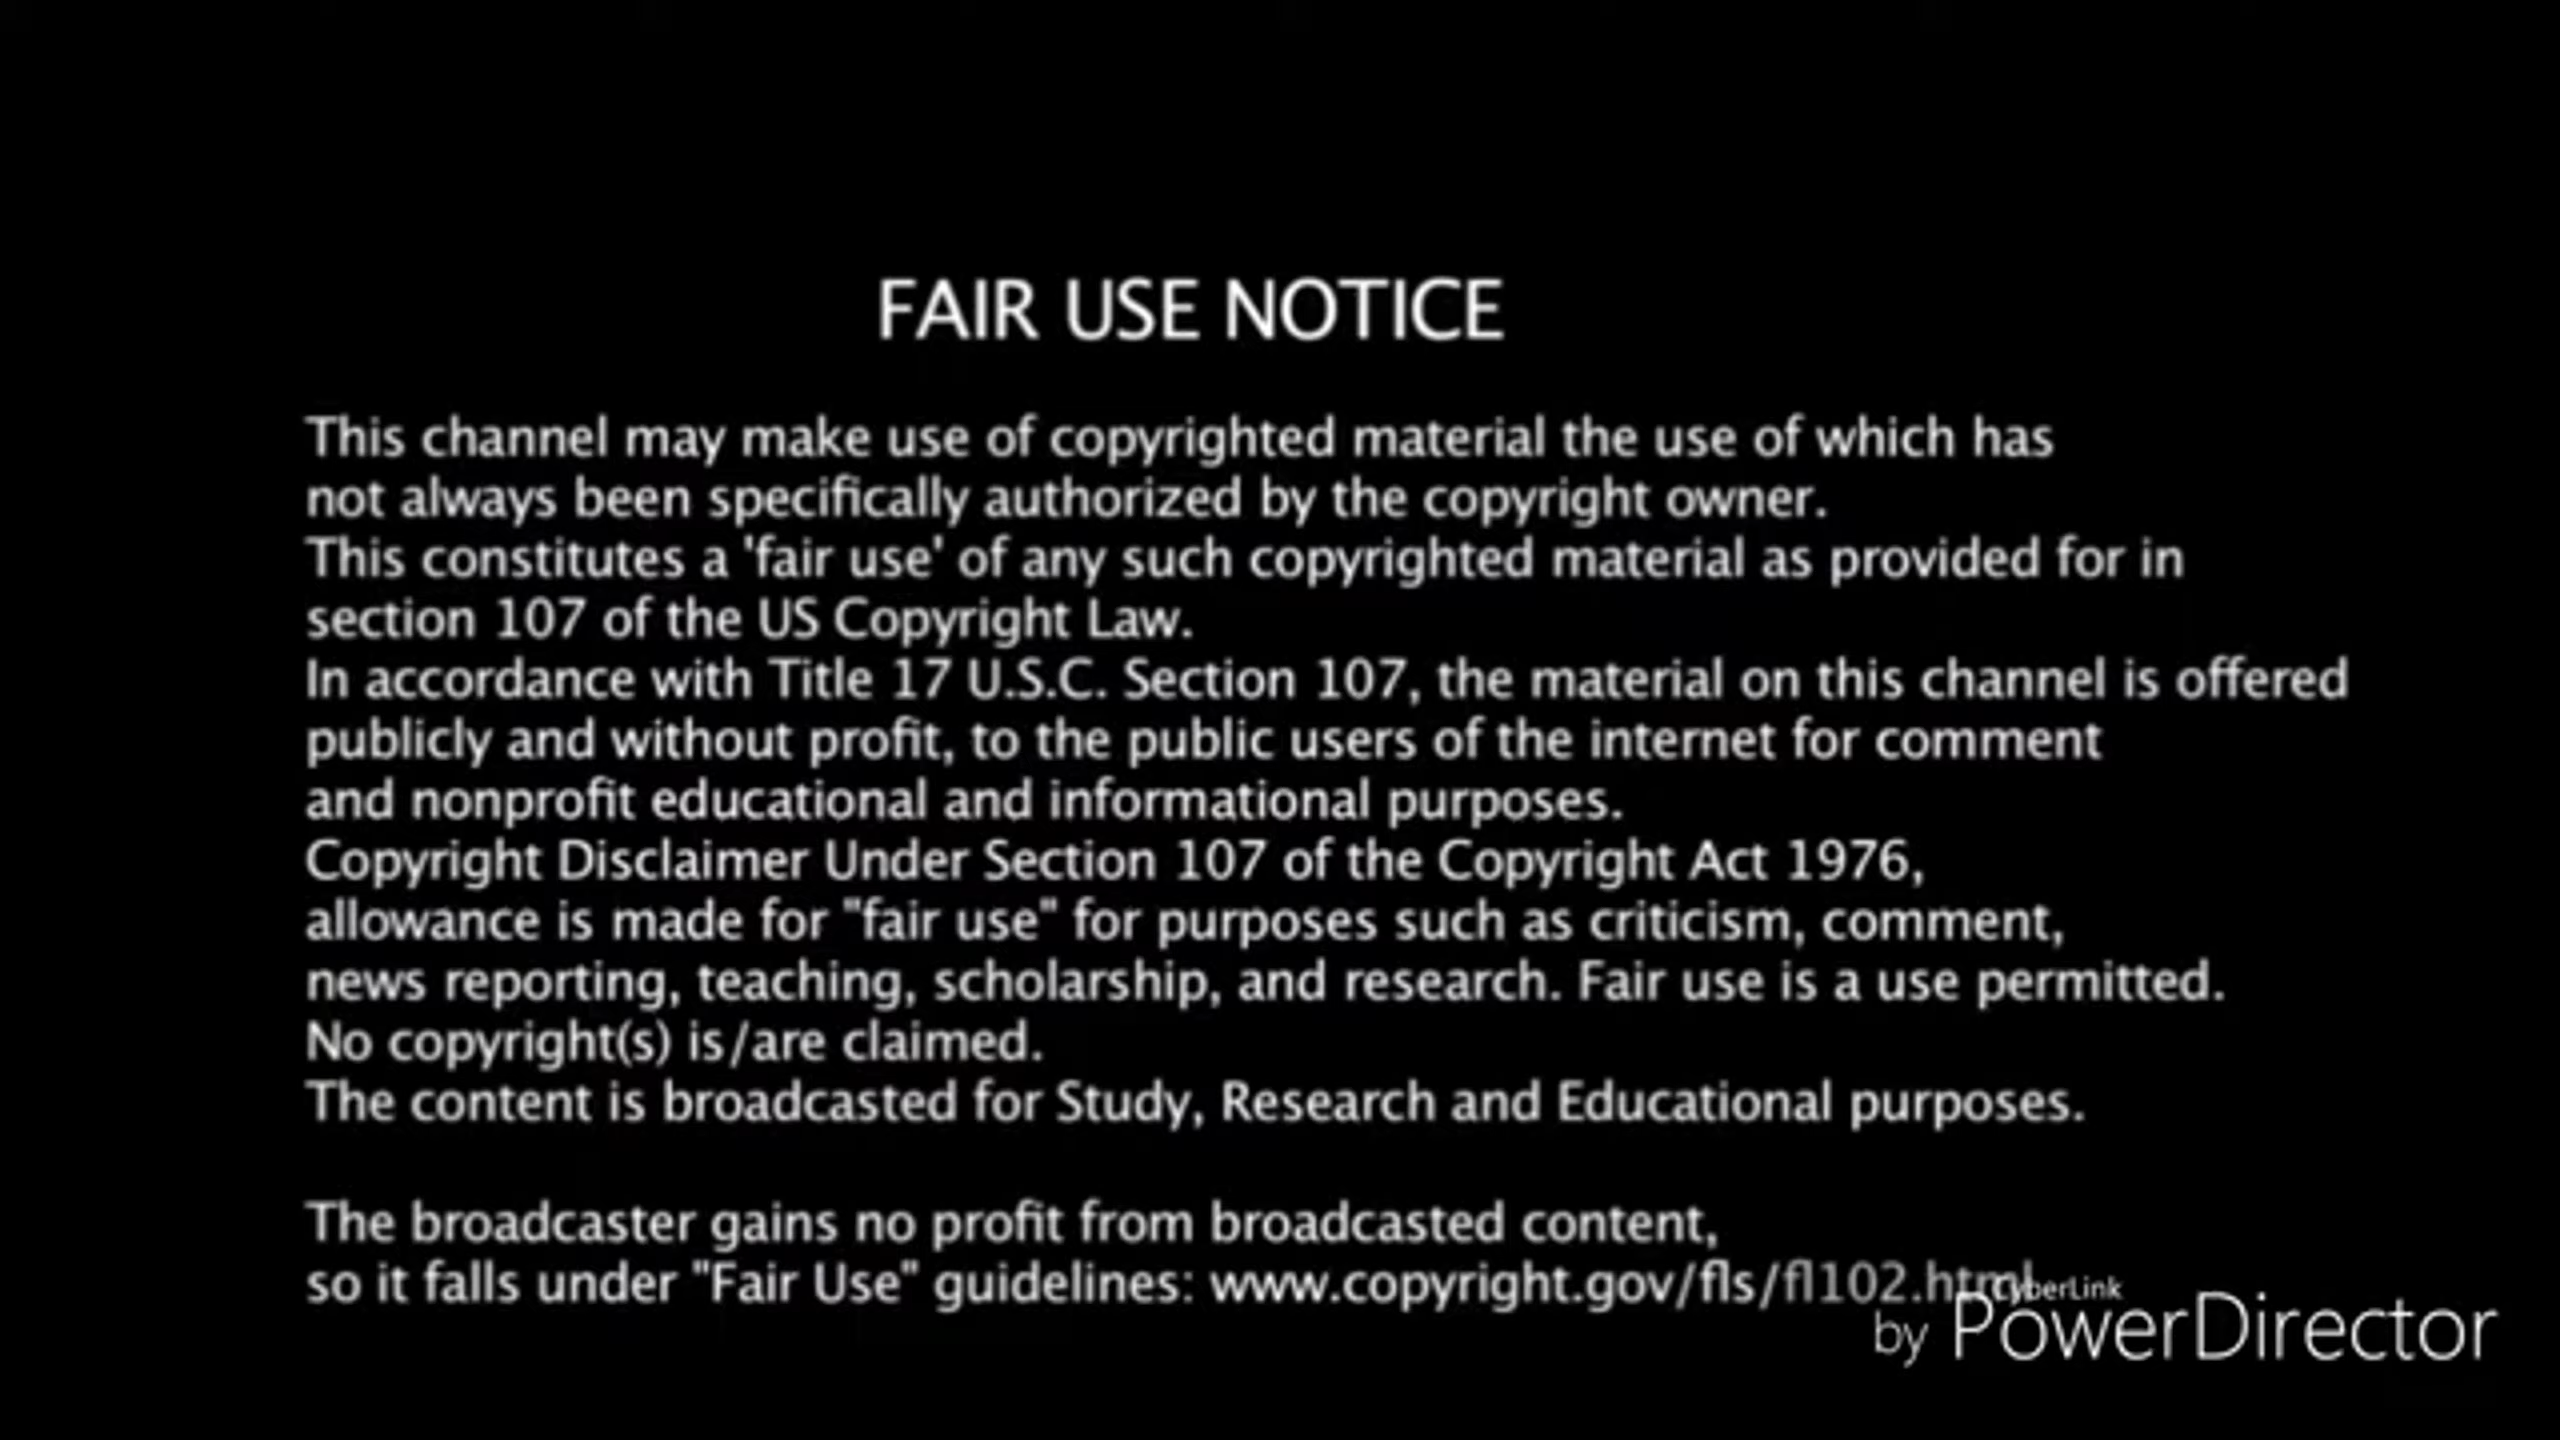 FAIR USE NOTICE
This channel may make use of copyrighted material the use of which has
not always been specifically authorized by the copyright owner.
This constitutes a 'fair use' of any such copyrighted material as provided for in
section 107 of the US Copyright Law.
In accordance with Title 17 U.S.C. Section 107, the material on this channel is offered
publicly and without profit, to the public users of the internet for comment
and nonprofit educational and informational purposes.
Copyright Disclaimer Under Section 107 of the Copyright Act 1976,
allowance is made for "fair use" for purposes such as criticism, comment,
news reporting, teaching, scholarship, and research. Fair use is a use permitted.
No copyright(s) is/are claimed.
The content is broadcasted for Study, Research and Educational purposes.
The broadcaster gains no profit from broadcasted content,
so it falls under "Fair Use" guidelines: www.copyright.gov/fls/fl102.html
CyberLink
by PowerDirector